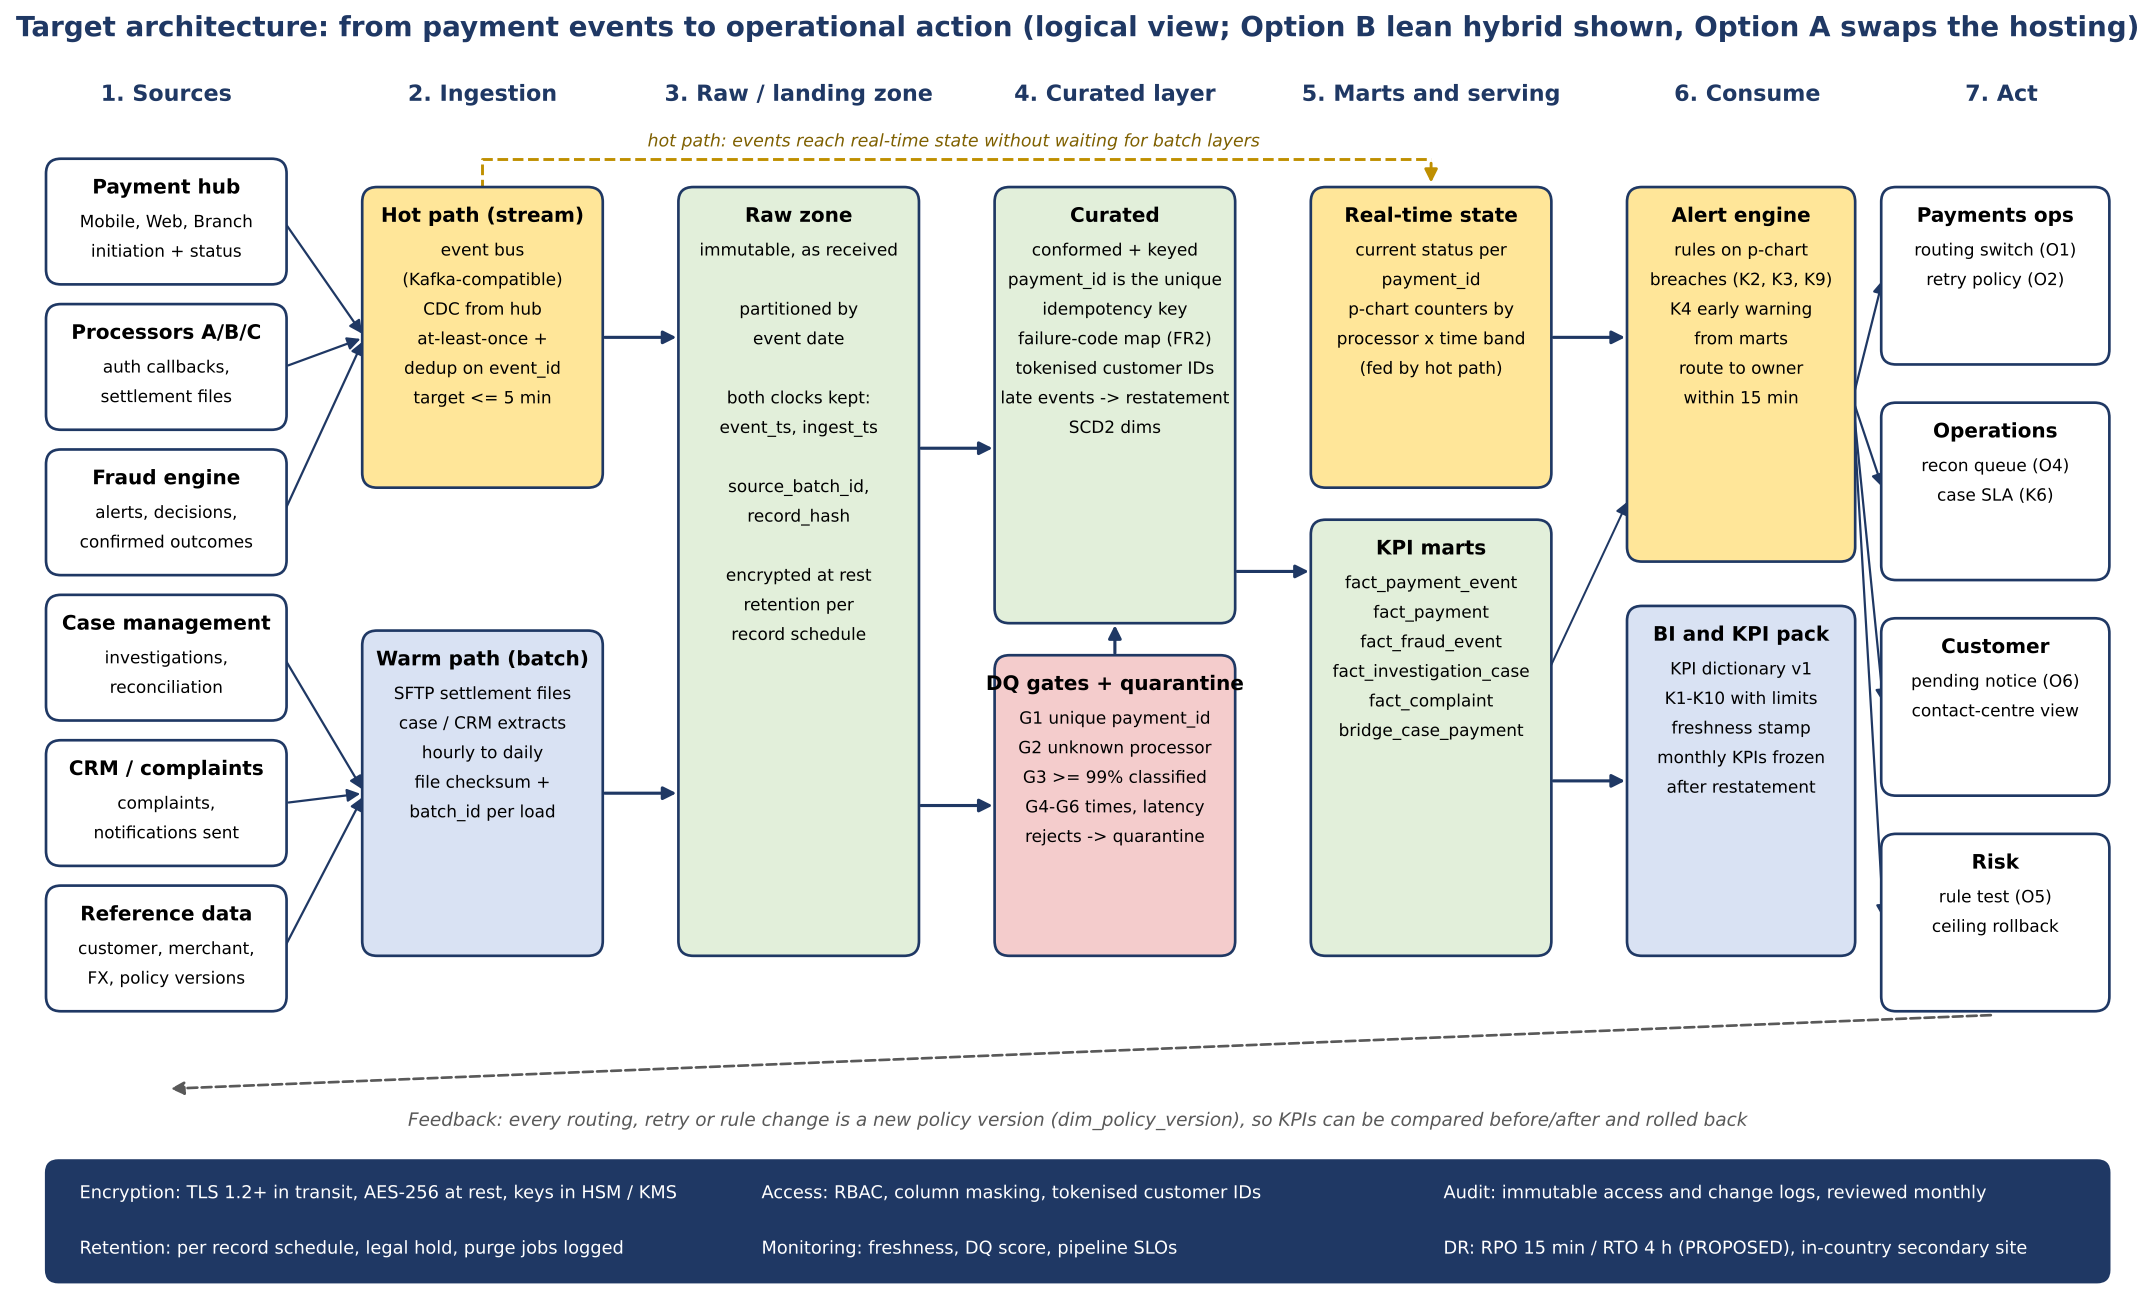 Target architecture: from payment events to operational action (logical view; Option B lean hybrid shown, Option A swaps the hosting)
1. Sources
2. Ingestion
3. Raw / landing zone
4. Curated layer
5. Marts and serving
6. Consume
7. Act
hot path: events reach real-time state without waiting for batch layers
Payment hub
Mobile, Web, Branch
initiation + status
Processors A/B/C
auth callbacks,
settlement files
Fraud engine
alerts, decisions,
confirmed outcomes
Case management
investigations,
reconciliation
CRM / complaints
complaints,
notifications sent
Reference data
customer, merchant,
FX, policy versions
Hot path (stream)
event bus
(Kafka-compatible)
CDC from hub
at-least-once +
dedup on event_id
target <= 5 min
Warm path (batch)
SFTP settlement files
case / CRM extracts
hourly to daily
file checksum +
batch_id per load
Raw zone
immutable, as received
partitioned by
event date
both clocks kept:
event_ts, ingest_ts
source_batch_id,
record_hash
encrypted at rest
retention per
record schedule
Curated
conformed + keyed
payment_id is the unique
idempotency key
failure-code map (FR2)
tokenised customer IDs
late events -> restatement
SCD2 dims
DQ gates + quarantine
G1 unique payment_id
G2 unknown processor
G3 >= 99% classified
G4-G6 times, latency
rejects -> quarantine
Real-time state
current status per
payment_id
p-chart counters by
processor x time band
(fed by hot path)
KPI marts
fact_payment_event
fact_payment
fact_fraud_event
fact_investigation_case
fact_complaint
bridge_case_payment
Alert engine
rules on p-chart
breaches (K2, K3, K9)
K4 early warning
from marts
route to owner
within 15 min
BI and KPI pack
KPI dictionary v1
K1-K10 with limits
freshness stamp
monthly KPIs frozen
after restatement
Payments ops
routing switch (O1)
retry policy (O2)
Operations
recon queue (O4)
case SLA (K6)
Customer
pending notice (O6)
contact-centre view
Risk
rule test (O5)
ceiling rollback
Feedback: every routing, retry or rule change is a new policy version (dim_policy_version), so KPIs can be compared before/after and rolled back
Encryption: TLS 1.2+ in transit, AES-256 at rest, keys in HSM / KMS
Access: RBAC, column masking, tokenised customer IDs
Audit: immutable access and change logs, reviewed monthly
Retention: per record schedule, legal hold, purge jobs logged
Monitoring: freshness, DQ score, pipeline SLOs
DR: RPO 15 min / RTO 4 h (PROPOSED), in-country secondary site